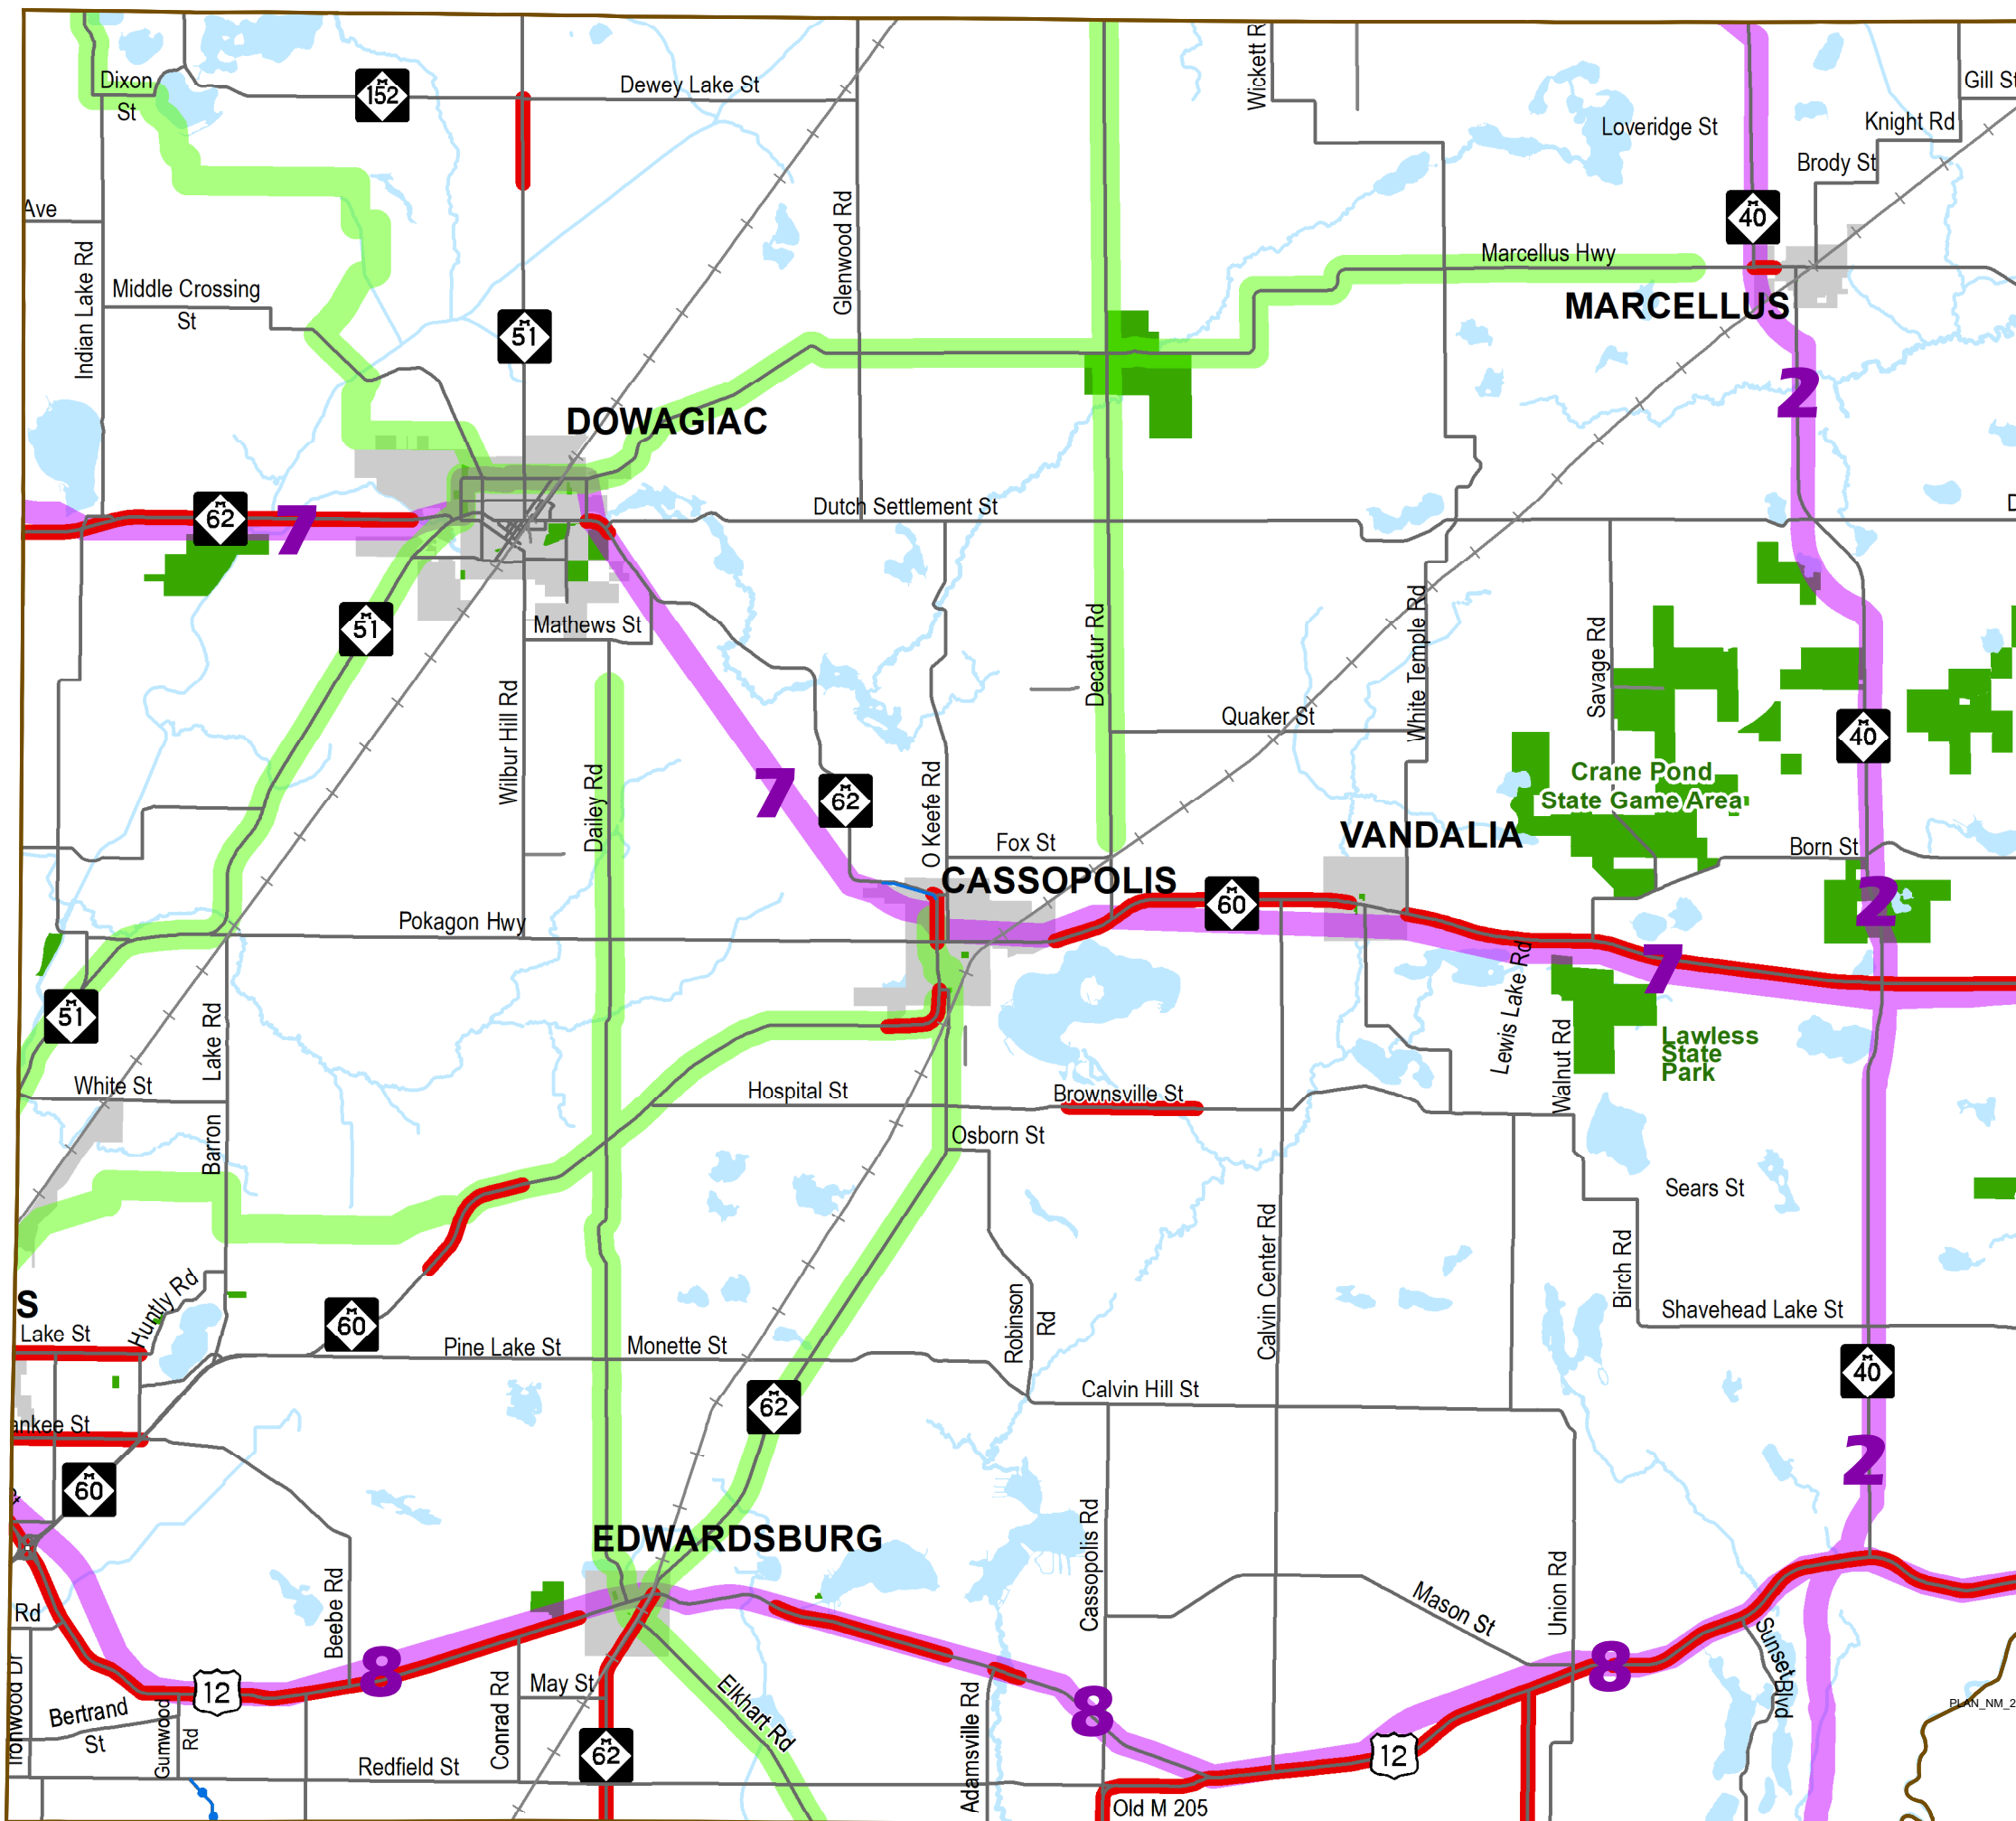 Wickett R
Dixon
St
M
152
Dewey Lake St
Gill St
Loveridge St
Knight Rd
Brody St
Ave
M
40
Indian Lake Rd
Glenwood Rd
Marcellus Hwy
Middle Crossing
St
MARCELLUS
M
51
2
DOWAGIAC
M
62
7
Dutch Settlement St
D
M
51
Mathews St
Decatur Rd
White Temple Rd
Savage Rd
Wilbur Hill Rd
Quaker St
M
40
Dailey Rd
7
M
62
O Keefe Rd
Crane Pond
State Game Area
Fox St
VANDALIA
Born St
CASSOPOLIS
M
60
2
Pokagon Hwy
Lewis Lake Rd
7
M
51
Lake Rd
Barron
Walnut Rd
Lawless
State
Park
White St
Hospital St
Brownsville St
Osborn St
Sears St
Calvin Center Rd
Birch Rd
S
Huntly Rd
Robinson
Rd
Shavehead Lake St
Lake St
M
60
Pine Lake St
Monette St
M
40
Calvin Hill St
M
62
ankee St
2
M
60
Cassopolis Rd
EDWARDSBURG
Beebe Rd
Union Rd
Mason St
Rd
8
8
Sunset Blvd
Ironwood Dr
12
Conrad Rd
May St
Elkhart Rd
Adamsville Rd
8
PLAN_NM_2
Bertrand
St
Gumwood
Rd
M
62
12
Redfield St
Old M 205